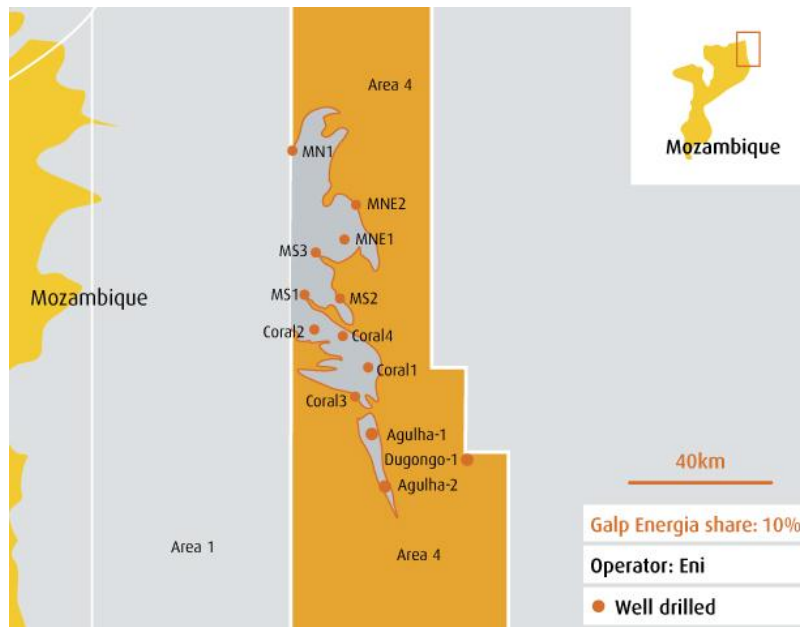 Area 4
Mozambique
MN1
MNE2
MNE1
MS3
Mozambique
MS1
MS2
Coral2
Coral4
Coral1
Coral3
Agulha-1
Dugongo-1
40km
Agulha-2
Galp Energia share: 10%
Area 1
Area 4
Operator: Eni
Well drilled